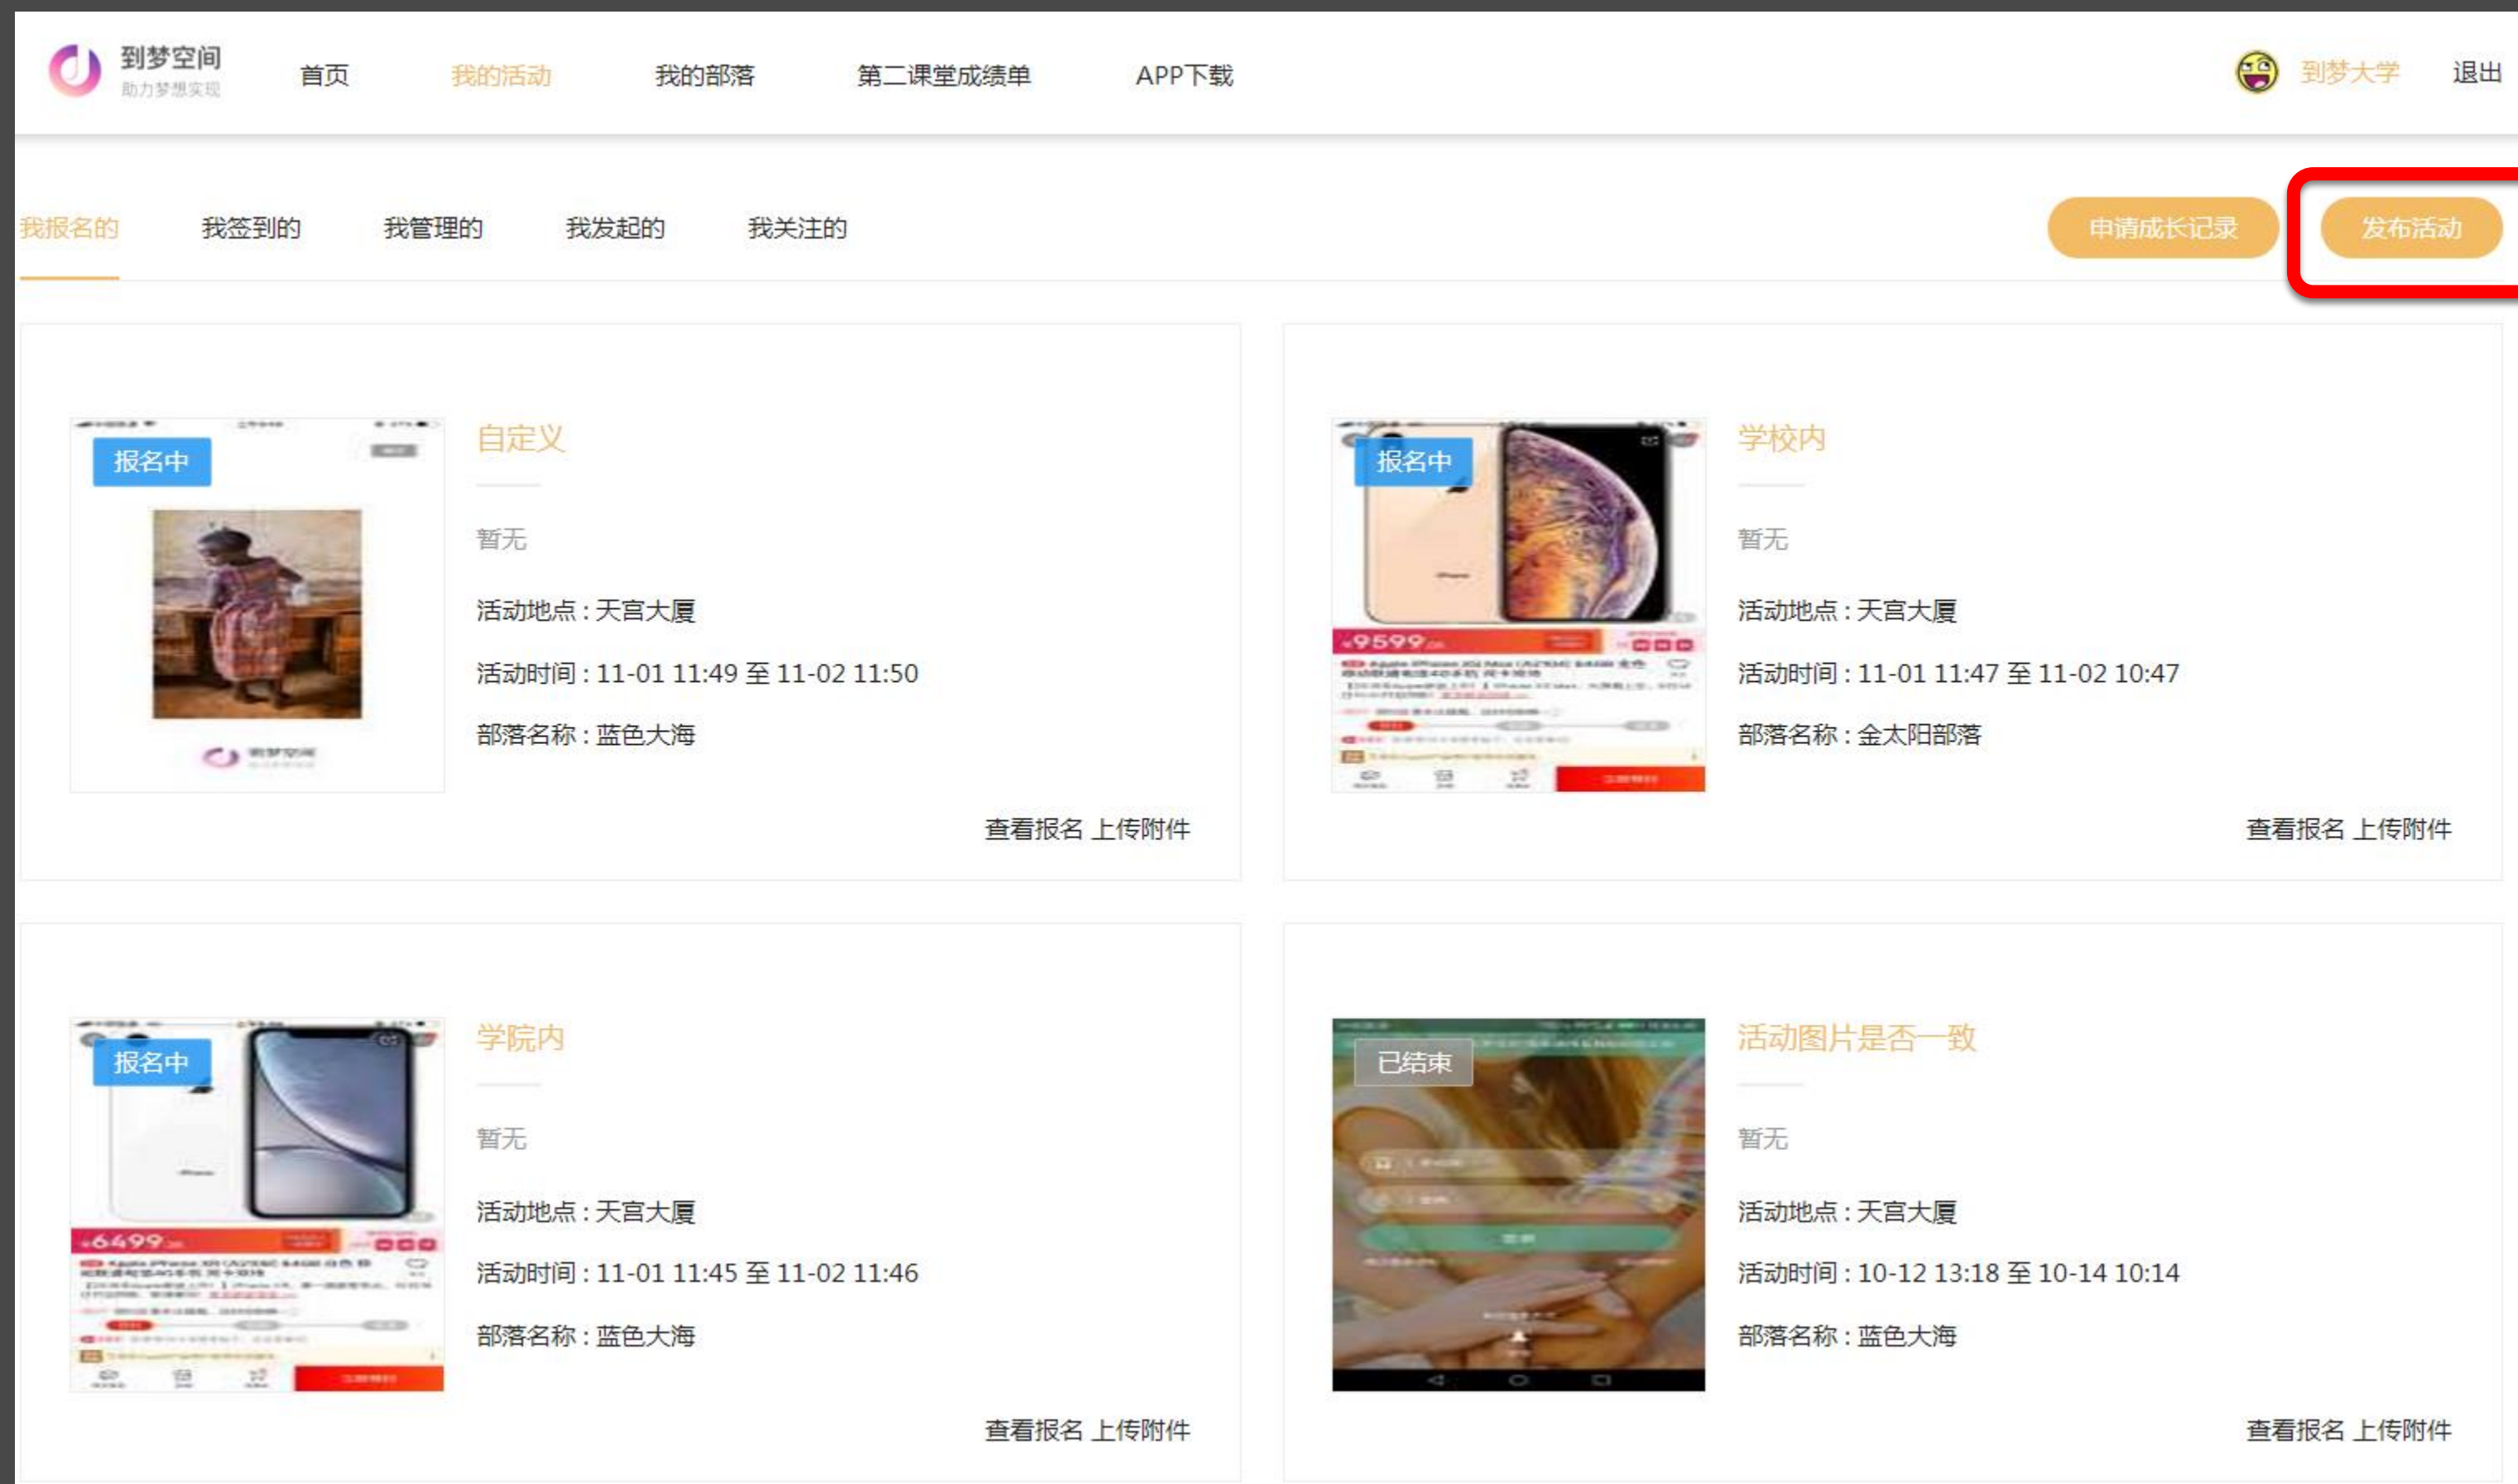 到梦空间
助力梦想实现
首页 我的活动 我的部落 第二课堂成绩单 APP下载
到梦大学 退出
我报名的 我签到的 我管理的 我发起的 我关注的
申请成长记录 发布活动
报名中
到梦空间
自定义
暂无
活动地点 : 天宫大厦
活动时间 : 11-01 11:49 至 11-02 11:50
部落名称 : 蓝色大海
查看报名 上传附件
报名中
9599
学校内
暂无
活动地点 : 天宫大厦
活动时间 : 11-01 11:47 至 11-02 10:47
部落名称 : 金太阳部落
查看报名 上传附件
报名中
6499
学院内
暂无
活动地点 : 天宫大厦
活动时间 : 11-01 11:45 至 11-02 11:46
部落名称 : 蓝色大海
查看报名 上传附件
已结束
活动图片是否一致
暂无
活动地点 : 天宫大厦
活动时间 : 10-12 13:18 至 10-14 10:14
部落名称 : 蓝色大海
查看报名 上传附件